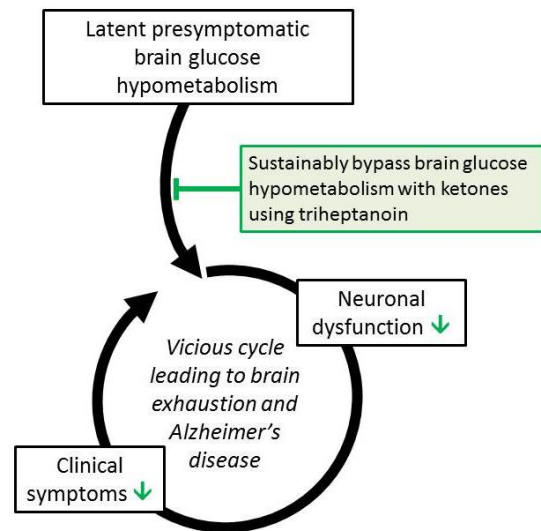 Latent presymptomatic
brain glucose
hypometabolism
Sustainably bypass brain glucose
hypometabolism with ketones
using triheptanoin
Neuronal
dysfunction ↓
Vicious cycle
leading to brain
exhaustion and
Alzheimer's
disease
Clinical
symptoms ↓